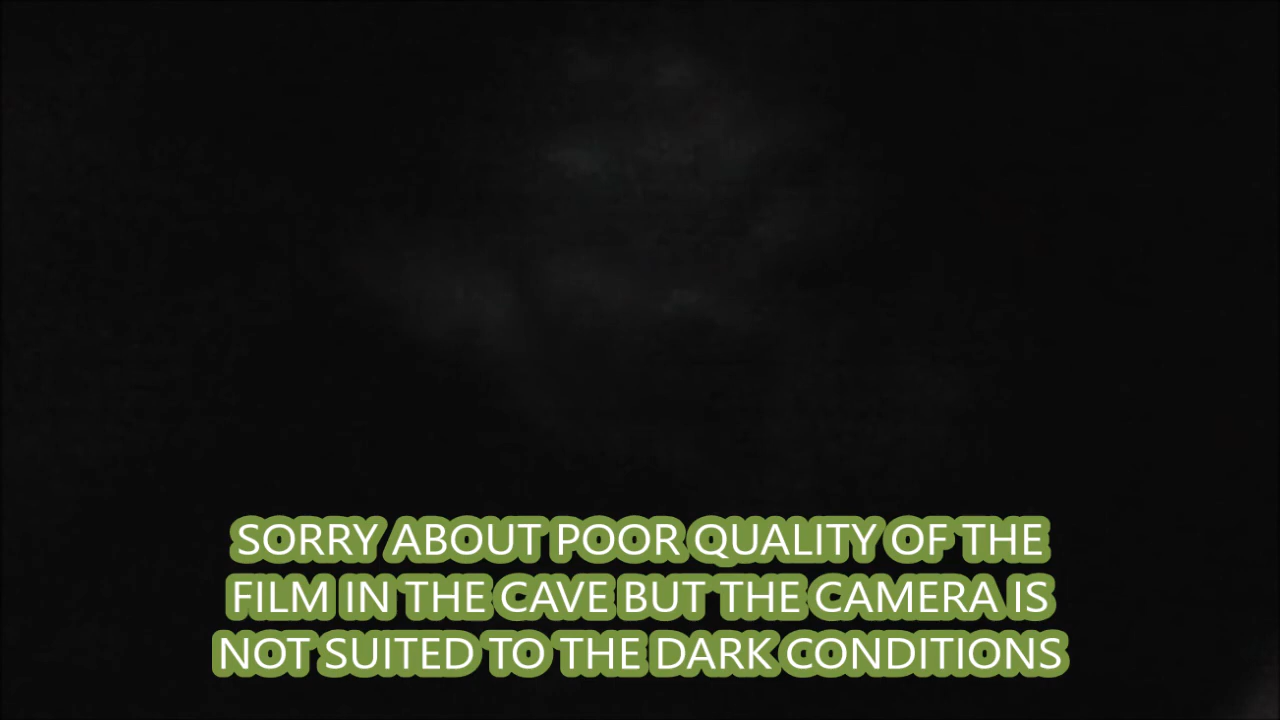 SORRY ABOUT POOR QUALITY OF THE
FILM IN THE CAVE BUT THE CAMERA IS
NOT SUITED TO THE DARK CONDITIONS